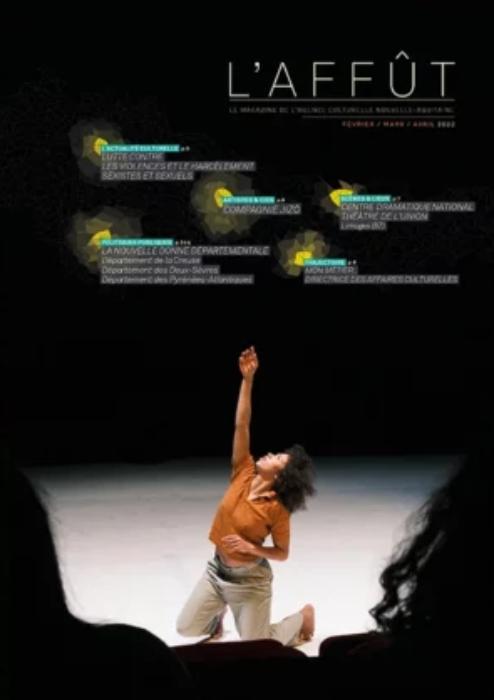 L'AFFÛT
LE MAGAZINE DE L'AGENCE CULTURELLE NOUVELLE-AQUITAINE
FÉVRIER / MARS / AVRIL 2022
L'ACTUALITÉ CULTURELLE
LUTTE CONTRE
LES VIOLENCES ET LE HARCÈLEMENT
SEXISTES ET SEXUELS
ARTISTES & CIES
COMPAGNIE JIZÔ
SCÈNES & LIEUX
CENTRE DRAMATIQUE NATIONAL
THÉÂTRE DE L'UNION
Limoges (87)
POLITIQUES PUBLIQUES
LA NOUVELLE DONNE DÉPARTEMENTALE
Département de la Creuse
Département des Deux-Sèvres
Département des Pyrénées-Atlantiques
TRAJECTOIRE
MON MÉTIER :
DIRECTRICE DES AFFAIRES CULTURELLES